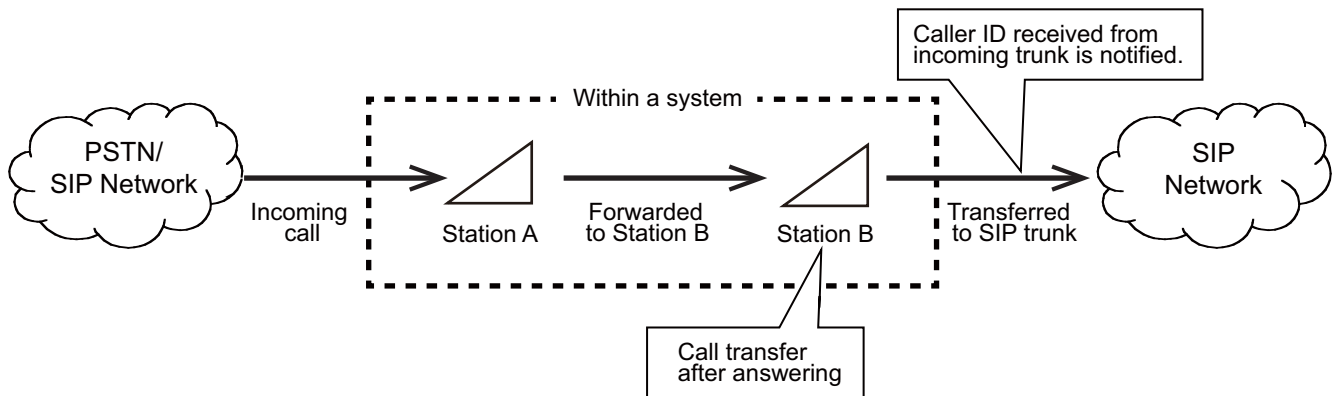 Caller ID received from
incoming trunk is notified.
Within a system
PSTN/
SIP Network
SIP
Network
Incoming
call
Station A
Forwarded
to Station B
Station B
Transferred
to SIP trunk
Call transfer
after answering